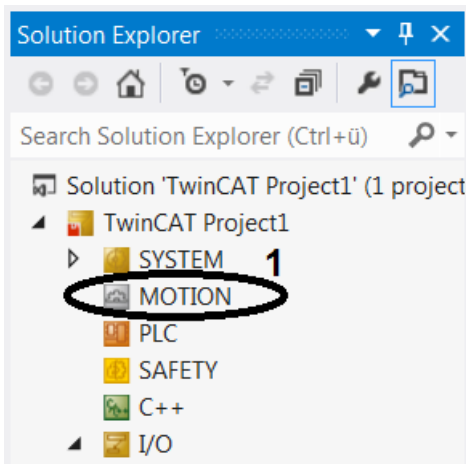 Solution Explorer
Search Solution Explorer (Ctrl+ü)
Solution 'TwinCAT Project1' (1 project
TwinCAT Project1
SYSTEM 1
MOTION
PLC
SAFETY
C++
I/O